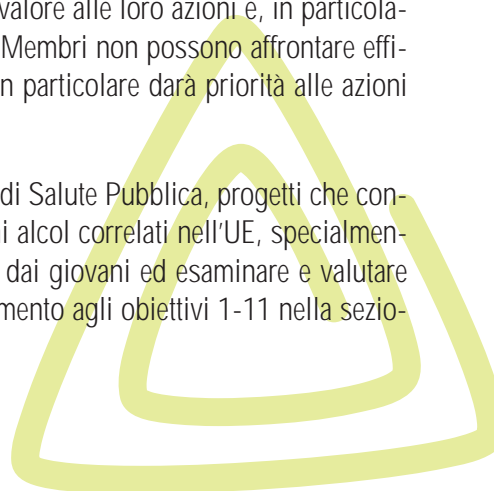 valore alle loro azioni e, in particola-
Membri non possono affrontare effi-
n particolare darà priorità alle azioni
di Salute Pubblica, progetti che con-
i alcol correlati nell'UE, specialmen-
dai giovani ed esaminare e valutare
mento agli obiettivi 1-11 nella sezio-